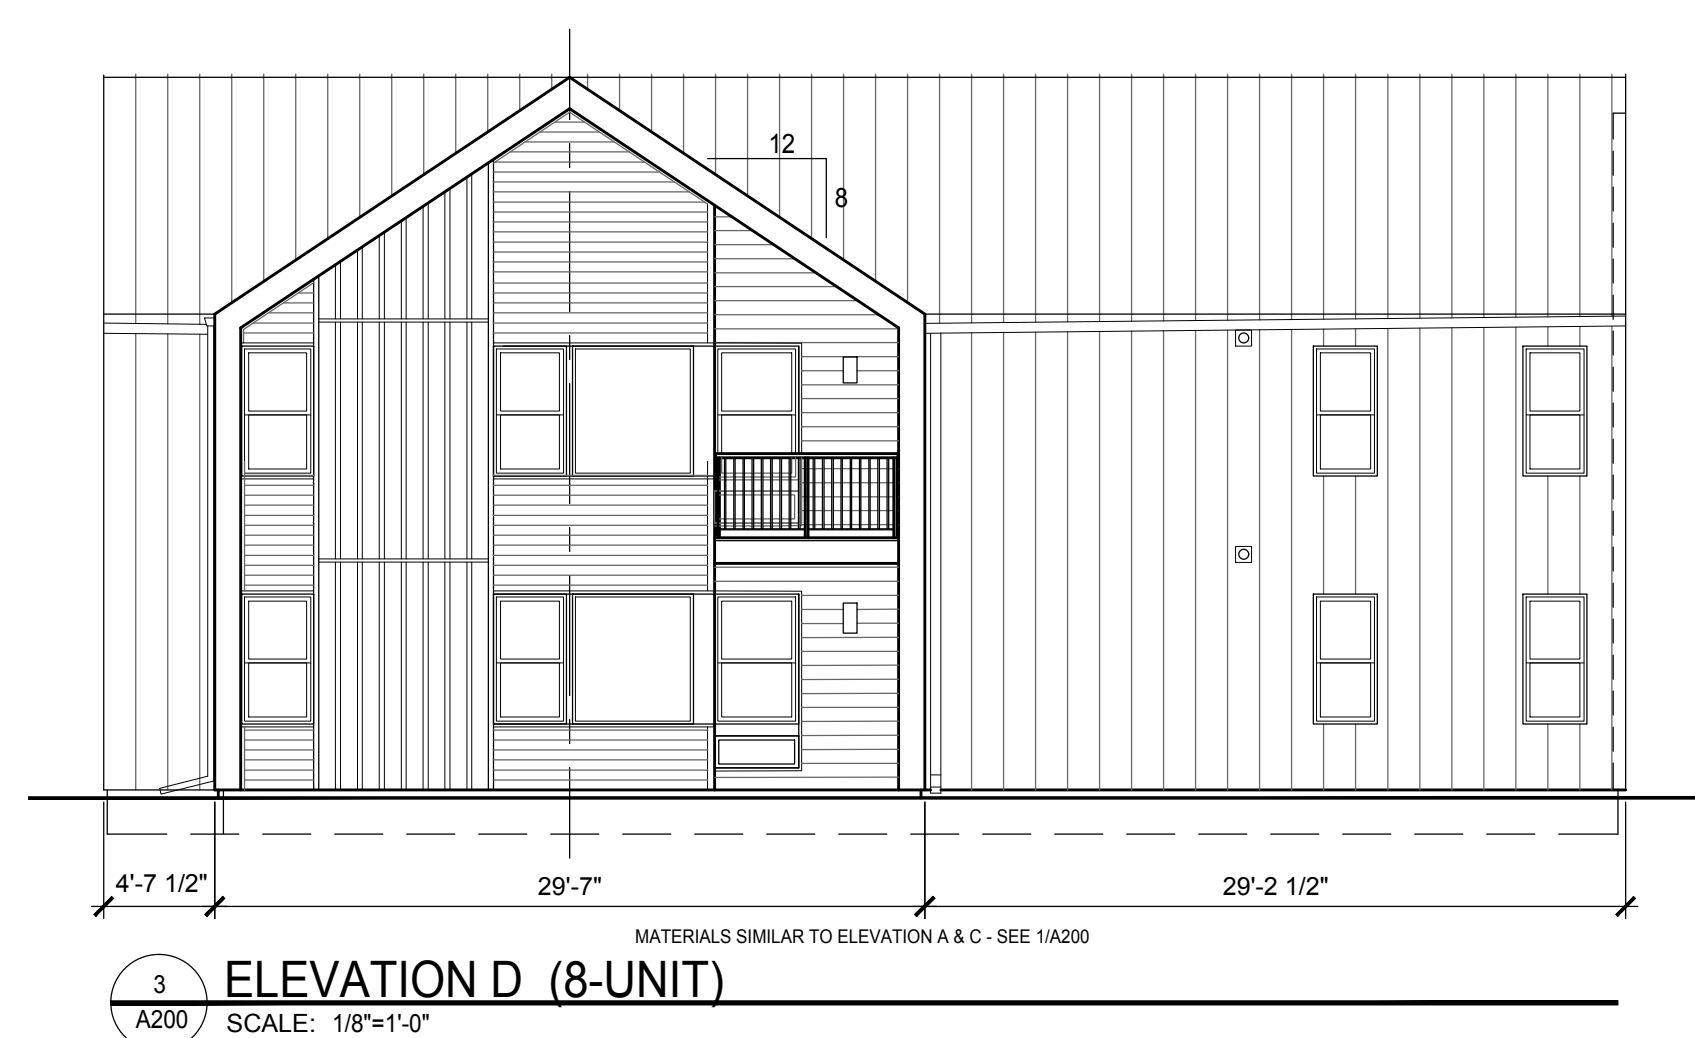 12
8
4'-7 1/2"
29'-7"
29'-2 1/2"
MATERIALS SIMILAR TO ELEVATION A & C - SEE 1/A200
3
ELEVATION D (8-UNIT)
A200
SCALE: 1/8"=1'-0"